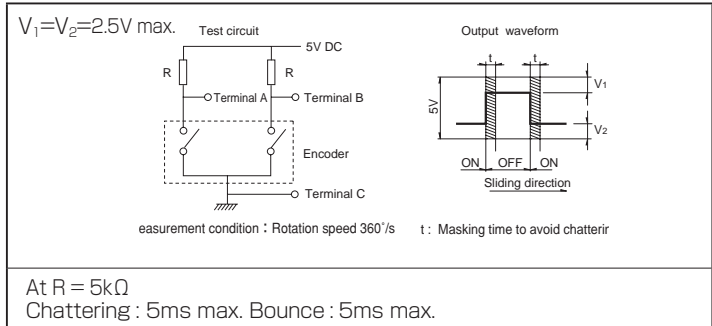 V₁=V₂=2.5V max.
Test circuit
Output waveform
5V DC
t
t
R
R
V₁
Terminal A
Terminal B
5V
V₂
Encoder
ON
OFF
ON
Terminal C
Sliding direction
easurement condition : Rotation speed 360˚/s
t : Masking time to avoid chatterir
At R = 5kΩ
Chattering : 5ms max. Bounce : 5ms max.